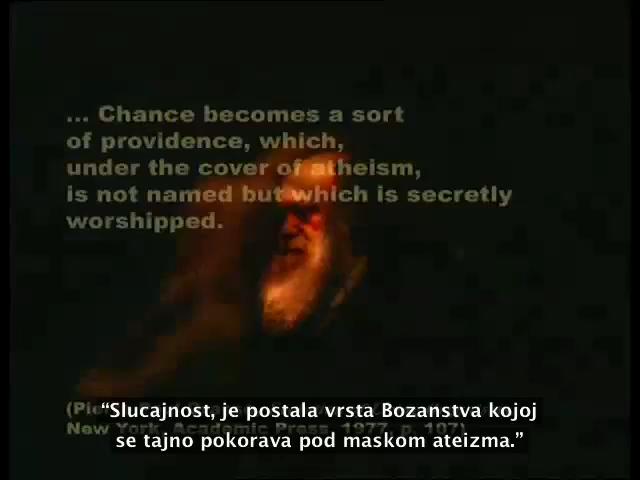 ... Chance becomes a sort
of providence, which,
under the cover of atheism,
is not named but which is secretly
worshipped.
New York, Academic Press, 1977, p. 107)
“Slucajnost, je postala vrsta Bozanstva kojoj
se tajno pokorava pod maskom ateizma.”